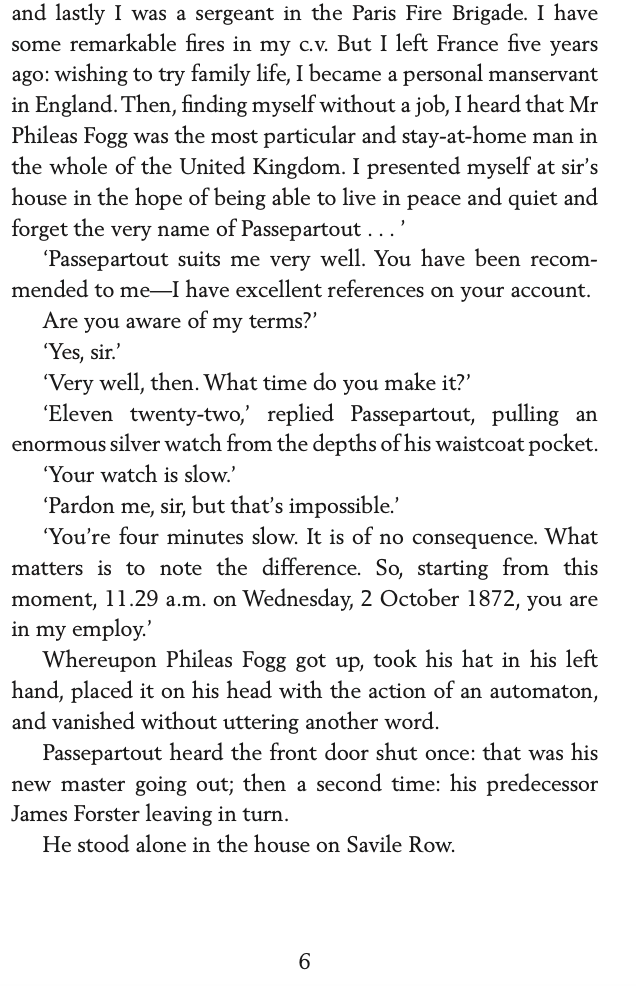 and lastly I was a sergeant in the Paris Fire Brigade. I have
some remarkable fires in my c.v. But I left France five years
ago: wishing to try family life, I became a personal manservant
in England. Then, finding myself without a job, I heard that Mr
Phileas Fogg was the most particular and stay-at-home man in
the whole of the United Kingdom. I presented myself at sir's
house in the hope of being able to live in peace and quiet and
forget the very name of Passepartout . . . ’
‘Passepartout suits me very well. You have been recom-
mended to me—I have excellent references on your account.
Are you aware of my terms?’
‘Yes, sir.’
‘Very well, then. What time do you make it?’
‘Eleven twenty-two,’ replied Passepartout, pulling an
enormous silver watch from the depths of his waistcoat pocket.
‘Your watch is slow.’
‘Pardon me, sir, but that’s impossible.’
‘You’re four minutes slow. It is of no consequence. What
matters is to note the difference. So, starting from this
moment, 11.29 a.m. on Wednesday, 2 October 1872, you are
in my employ.’
Whereupon Phileas Fogg got up, took his hat in his left
hand, placed it on his head with the action of an automaton,
and vanished without uttering another word.
Passepartout heard the front door shut once: that was his
new master going out; then a second time: his predecessor
James Forster leaving in turn.
He stood alone in the house on Savile Row.
6